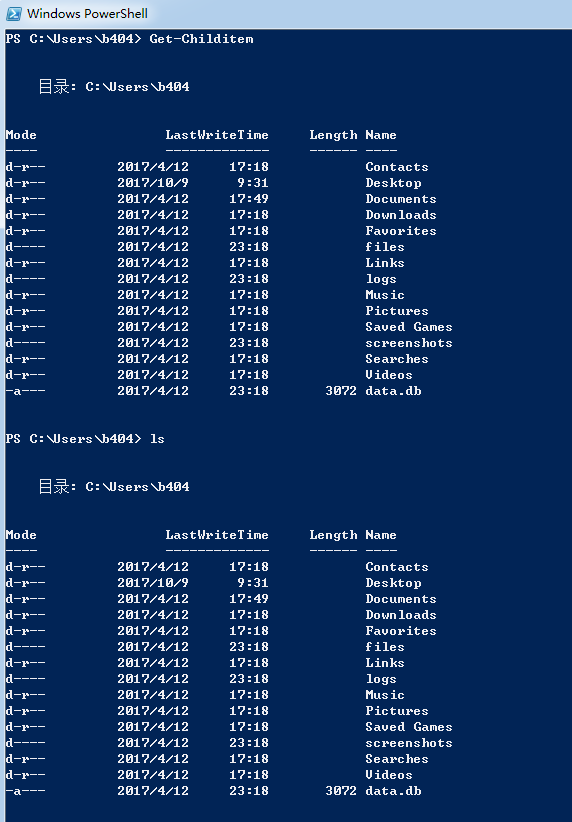 Windows PowerShell
PS C:\Users\b404> Get-Childitem
目录: C:\Users\b404
Mode LastWriteTime Length Name
---- ------------- ------ ----
d-r-- 2017/4/12 17:18 Contacts
d-r-- 2017/10/9 9:31 Desktop
d-r-- 2017/4/12 17:49 Documents
d-r-- 2017/4/12 17:18 Downloads
d-r-- 2017/4/12 17:18 Favorites
d---- 2017/4/12 23:18 files
d-r-- 2017/4/12 17:18 Links
d---- 2017/4/12 23:18 logs
d-r-- 2017/4/12 17:18 Music
d-r-- 2017/4/12 17:18 Pictures
d-r-- 2017/4/12 17:18 Saved Games
d---- 2017/4/12 23:18 screenshots
d-r-- 2017/4/12 17:18 Searches
d-r-- 2017/4/12 17:18 Videos
-a--- 2017/4/12 23:18 3072 data.db
PS C:\Users\b404> ls
目录: C:\Users\b404
Mode LastWriteTime Length Name
---- ------------- ------ ----
d-r-- 2017/4/12 17:18 Contacts
d-r-- 2017/10/9 9:31 Desktop
d-r-- 2017/4/12 17:49 Documents
d-r-- 2017/4/12 17:18 Downloads
d-r-- 2017/4/12 17:18 Favorites
d---- 2017/4/12 23:18 files
d-r-- 2017/4/12 17:18 Links
d---- 2017/4/12 23:18 logs
d-r-- 2017/4/12 17:18 Music
d-r-- 2017/4/12 17:18 Pictures
d-r-- 2017/4/12 17:18 Saved Games
d---- 2017/4/12 23:18 screenshots
d-r-- 2017/4/12 17:18 Searches
d-r-- 2017/4/12 17:18 Videos
-a--- 2017/4/12 23:18 3072 data.db